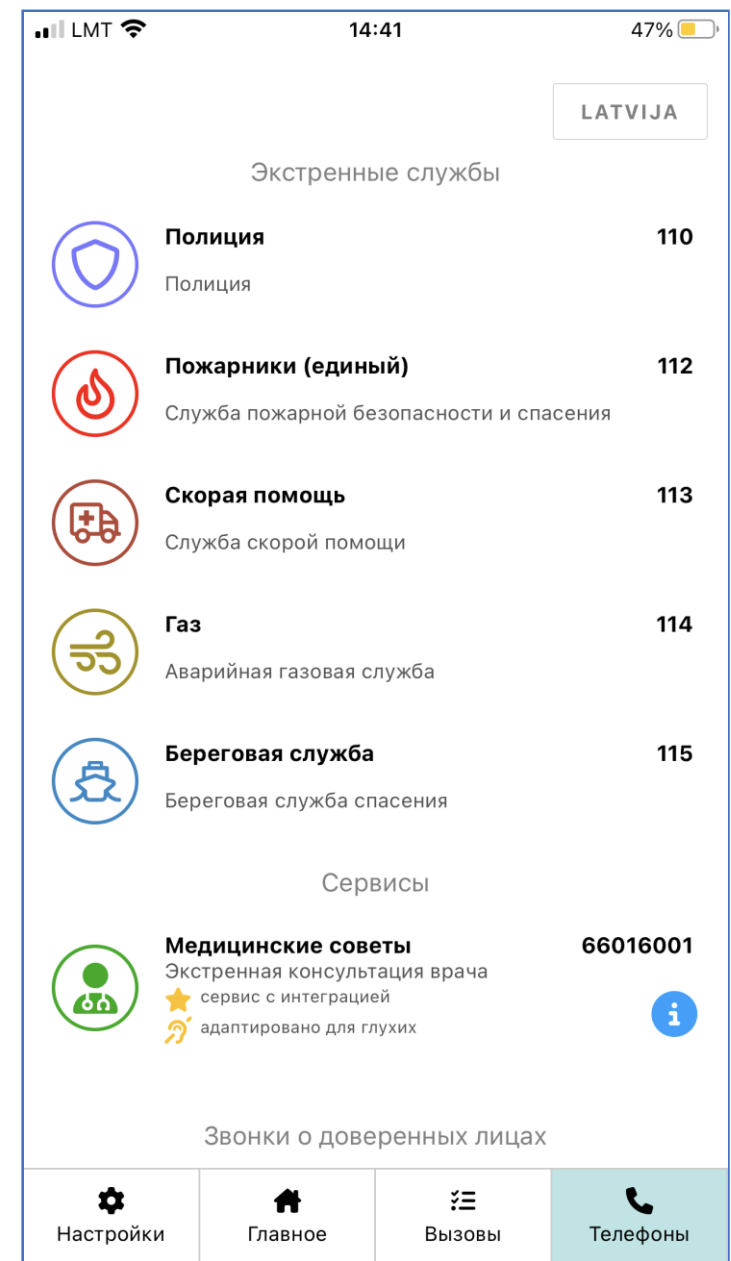 LMT 14:41 47%
LATVIJA
Экстренные службы
Полиция 110
Полиция
Пожарники (единый) 112
Служба пожарной безопасности и спасения
Скорая помощь 113
Служба скорой помощи
Газ 114
Аварийная газовая служба
Береговая служба 115
Береговая служба спасения
Сервисы
Медицинские советы 66016001
Экстренная консультация врача
сервис с интеграцией
адаптировано для глухих
Звонки о доверенных лицах
Настройки Главное Вызовы Телефоны